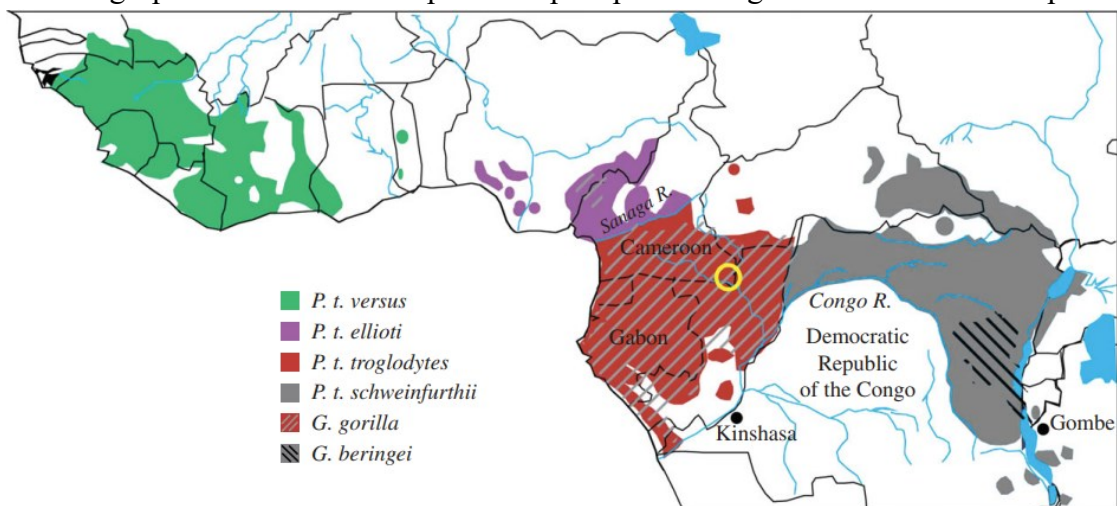 Sanaga R.
Cameroon
Congo R.
Gabon
Democratic
Republic
of the Congo
Kinshasa
Gombe
P. t. versus
P. t. ellioti
P. t. troglodytes
P. t. schweinfurthii
G. gorilla
G. beringei